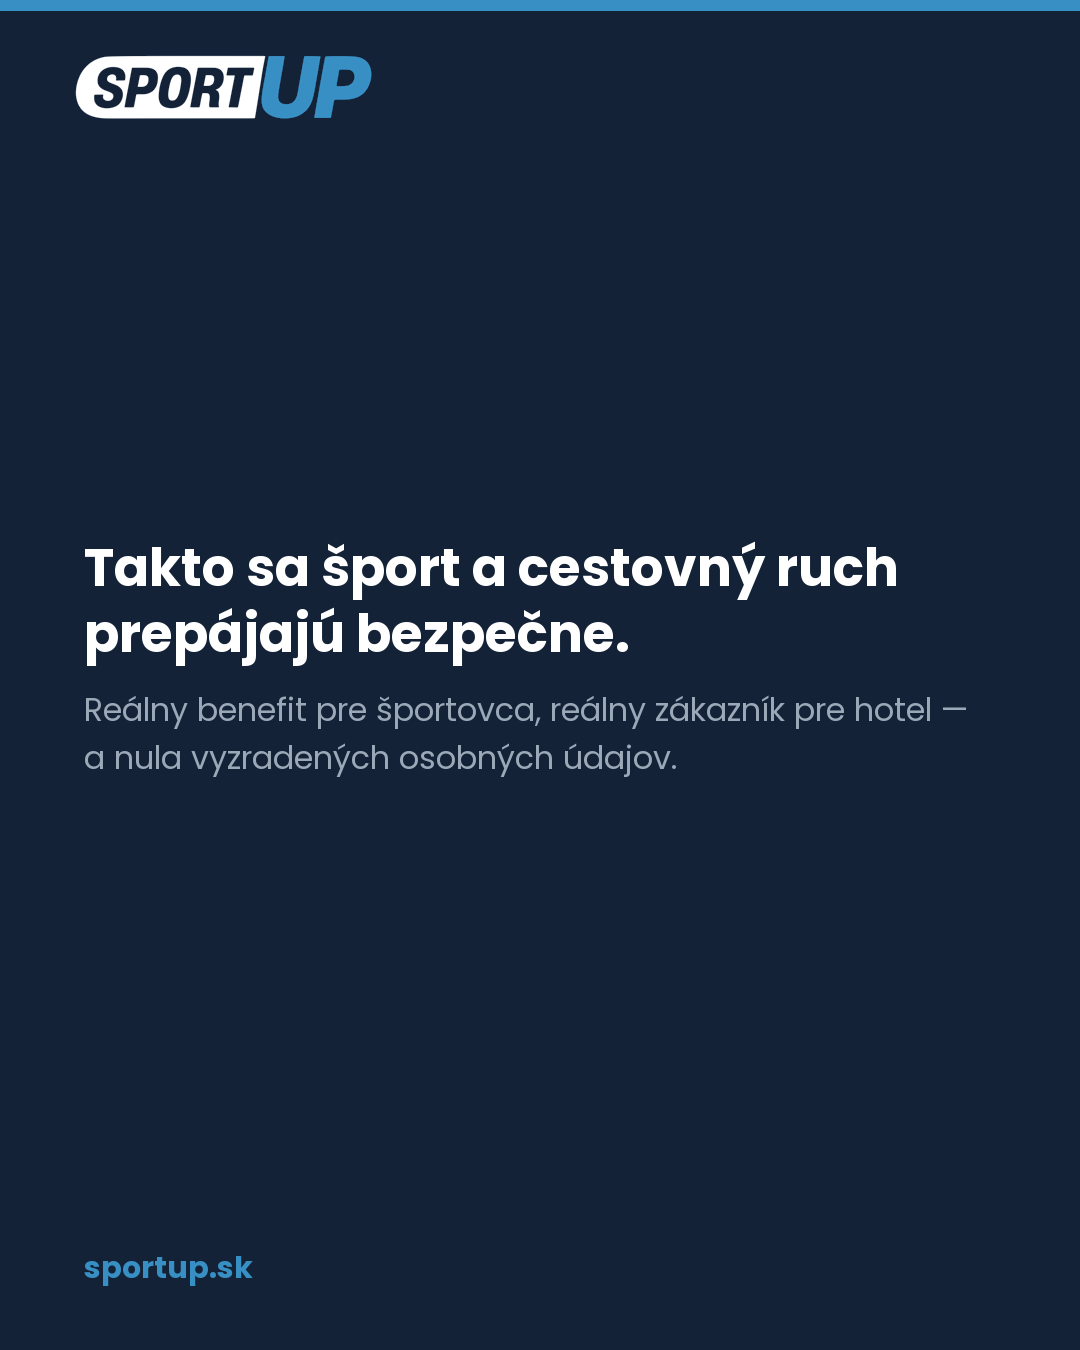 SPORTUP
Takto sa šport a cestovný ruch
prepájajú bezpečne.
Reálny benefit pre športovca, reálny zákazník pre hotel —
a nula vyzradených osobných údajov.
sportup.sk